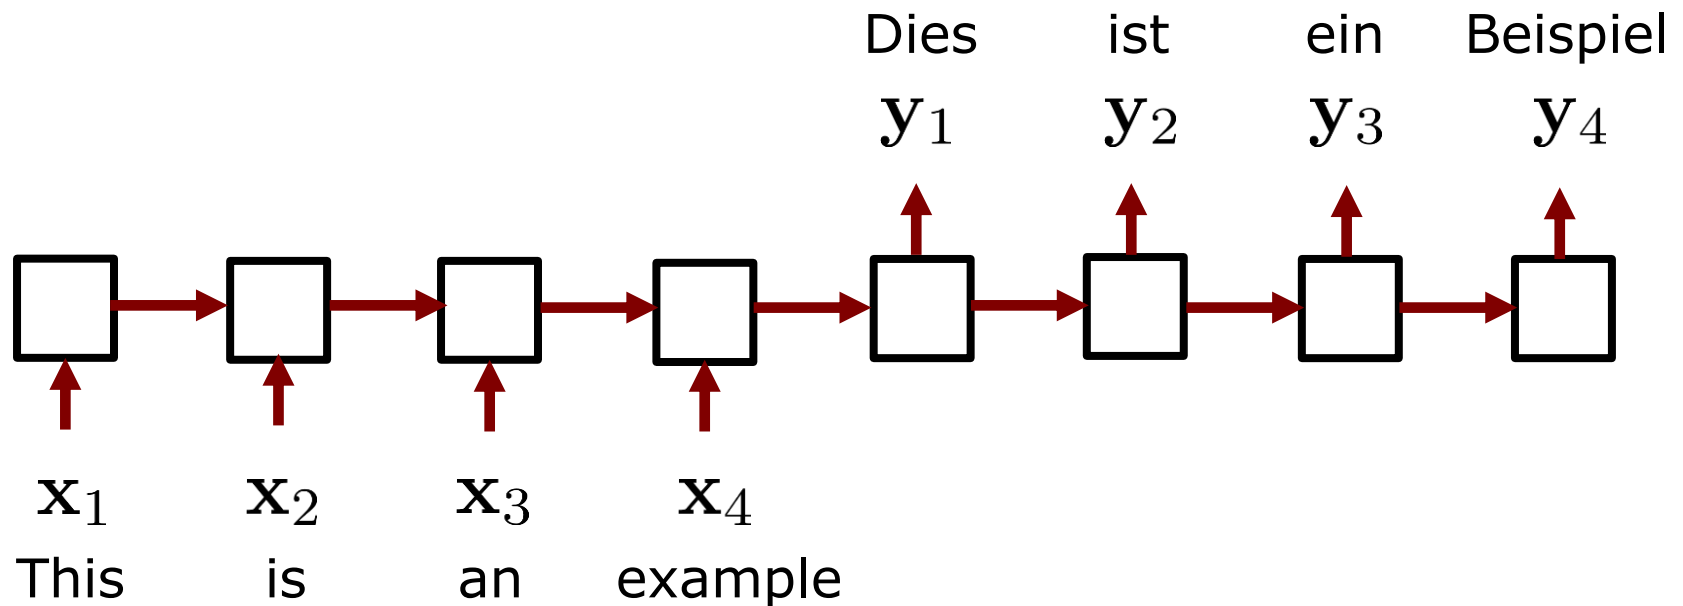 Dies ist ein Beispiel
y₁ y₂ y₃ y₄
x₁ x₂ x₃ x₄
This is an example